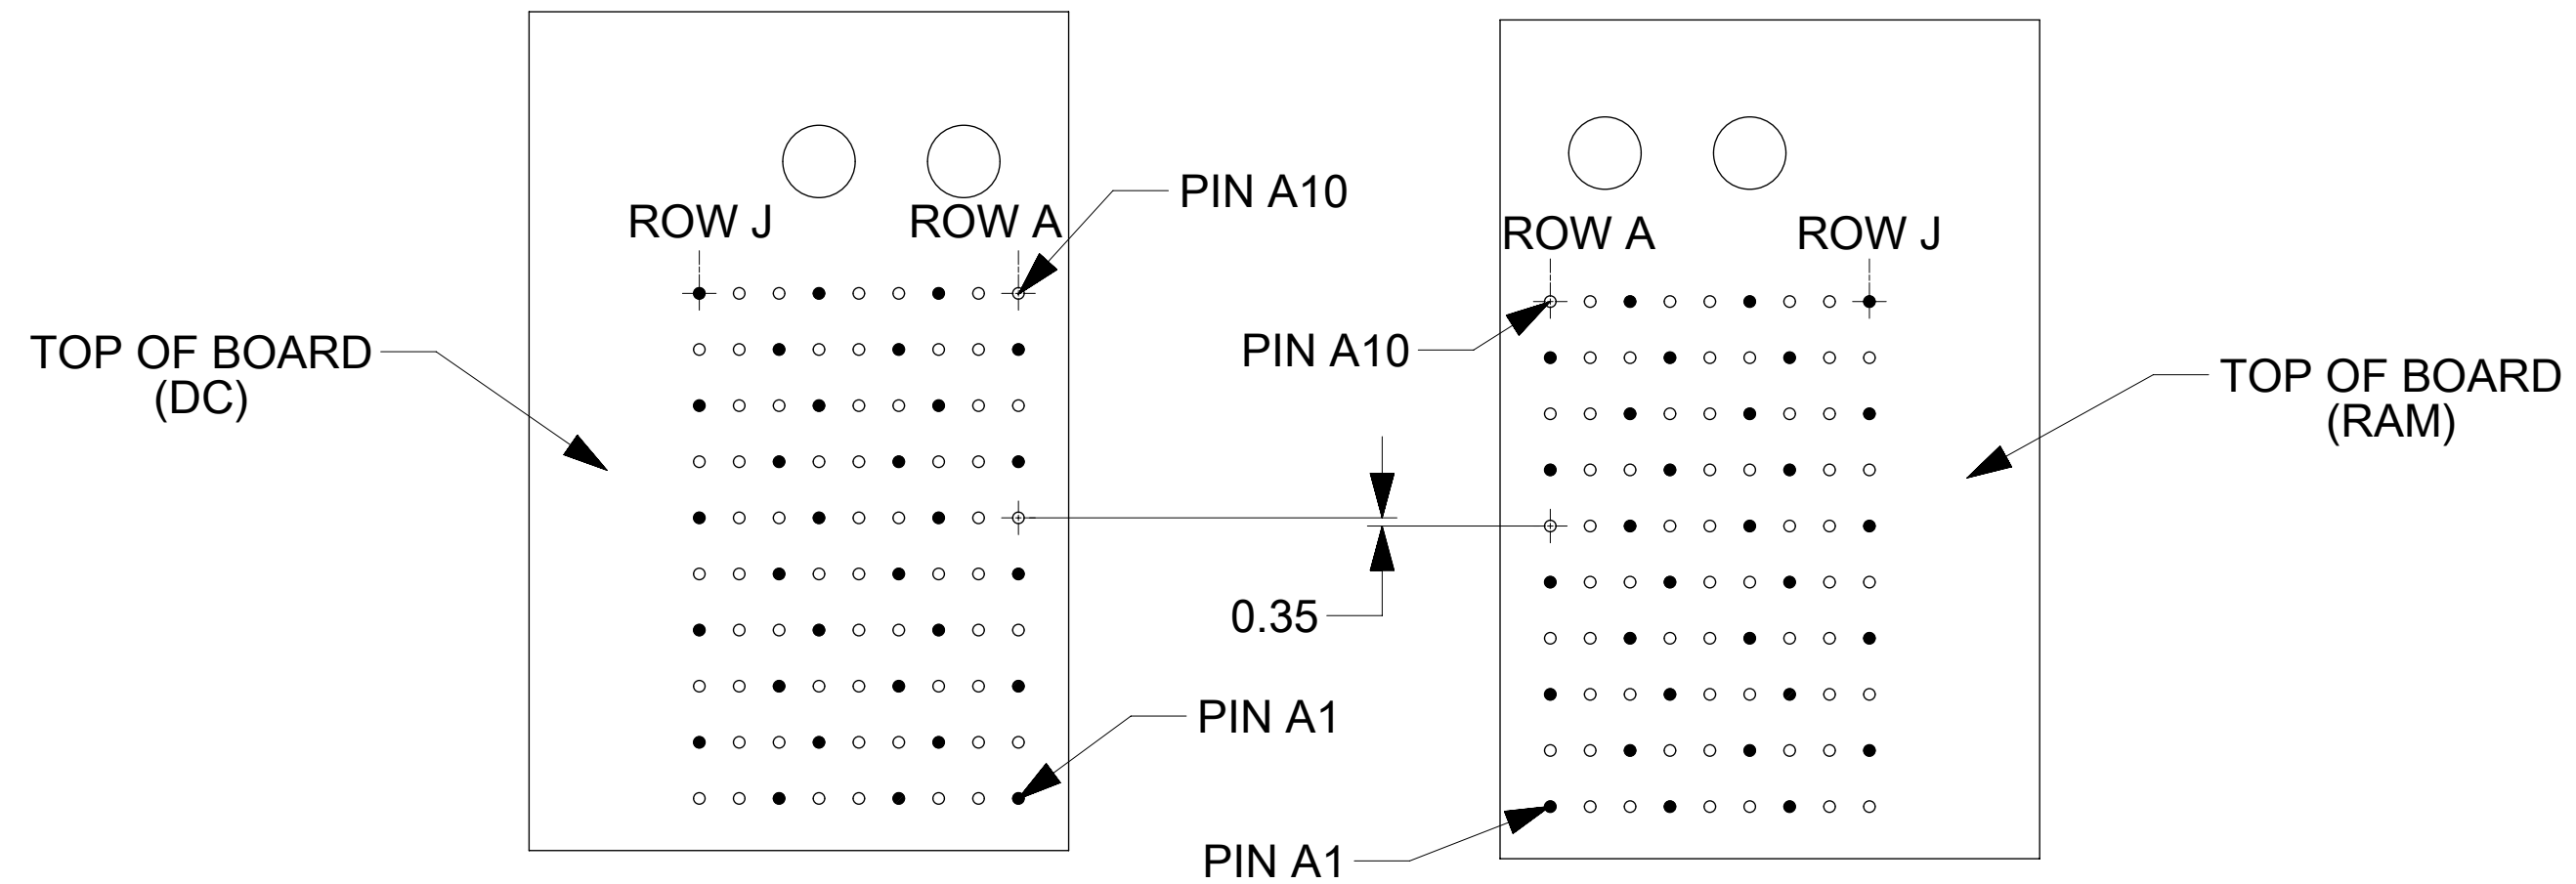 PIN A10
ROW J
ROW A
ROW A
ROW J
TOP OF BOARD
(DC)
PIN A10
TOP OF BOARD
(RAM)
0.35
PIN A1
PIN A1